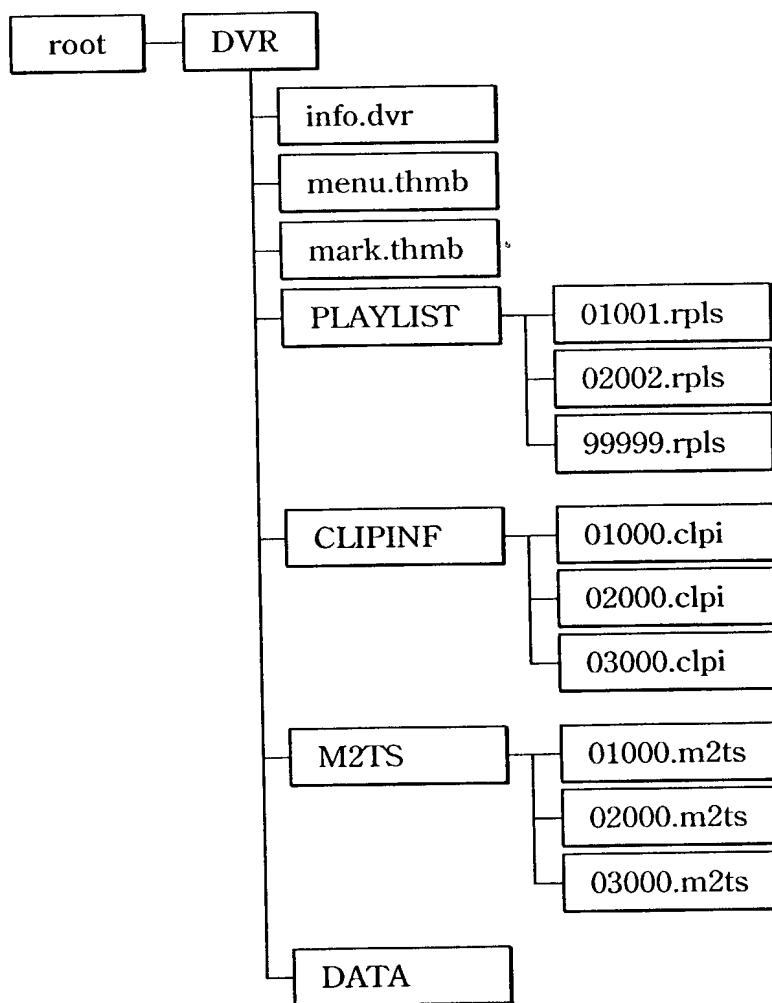 root
DVR
info.dvr
menu.thmb
mark.thmb
PLAYLIST
01001.rpls
02002.rpls
99999.rpls
CLIPINF
01000.clpi
02000.clpi
03000.clpi
M2TS
01000.m2ts
02000.m2ts
03000.m2ts
DATA